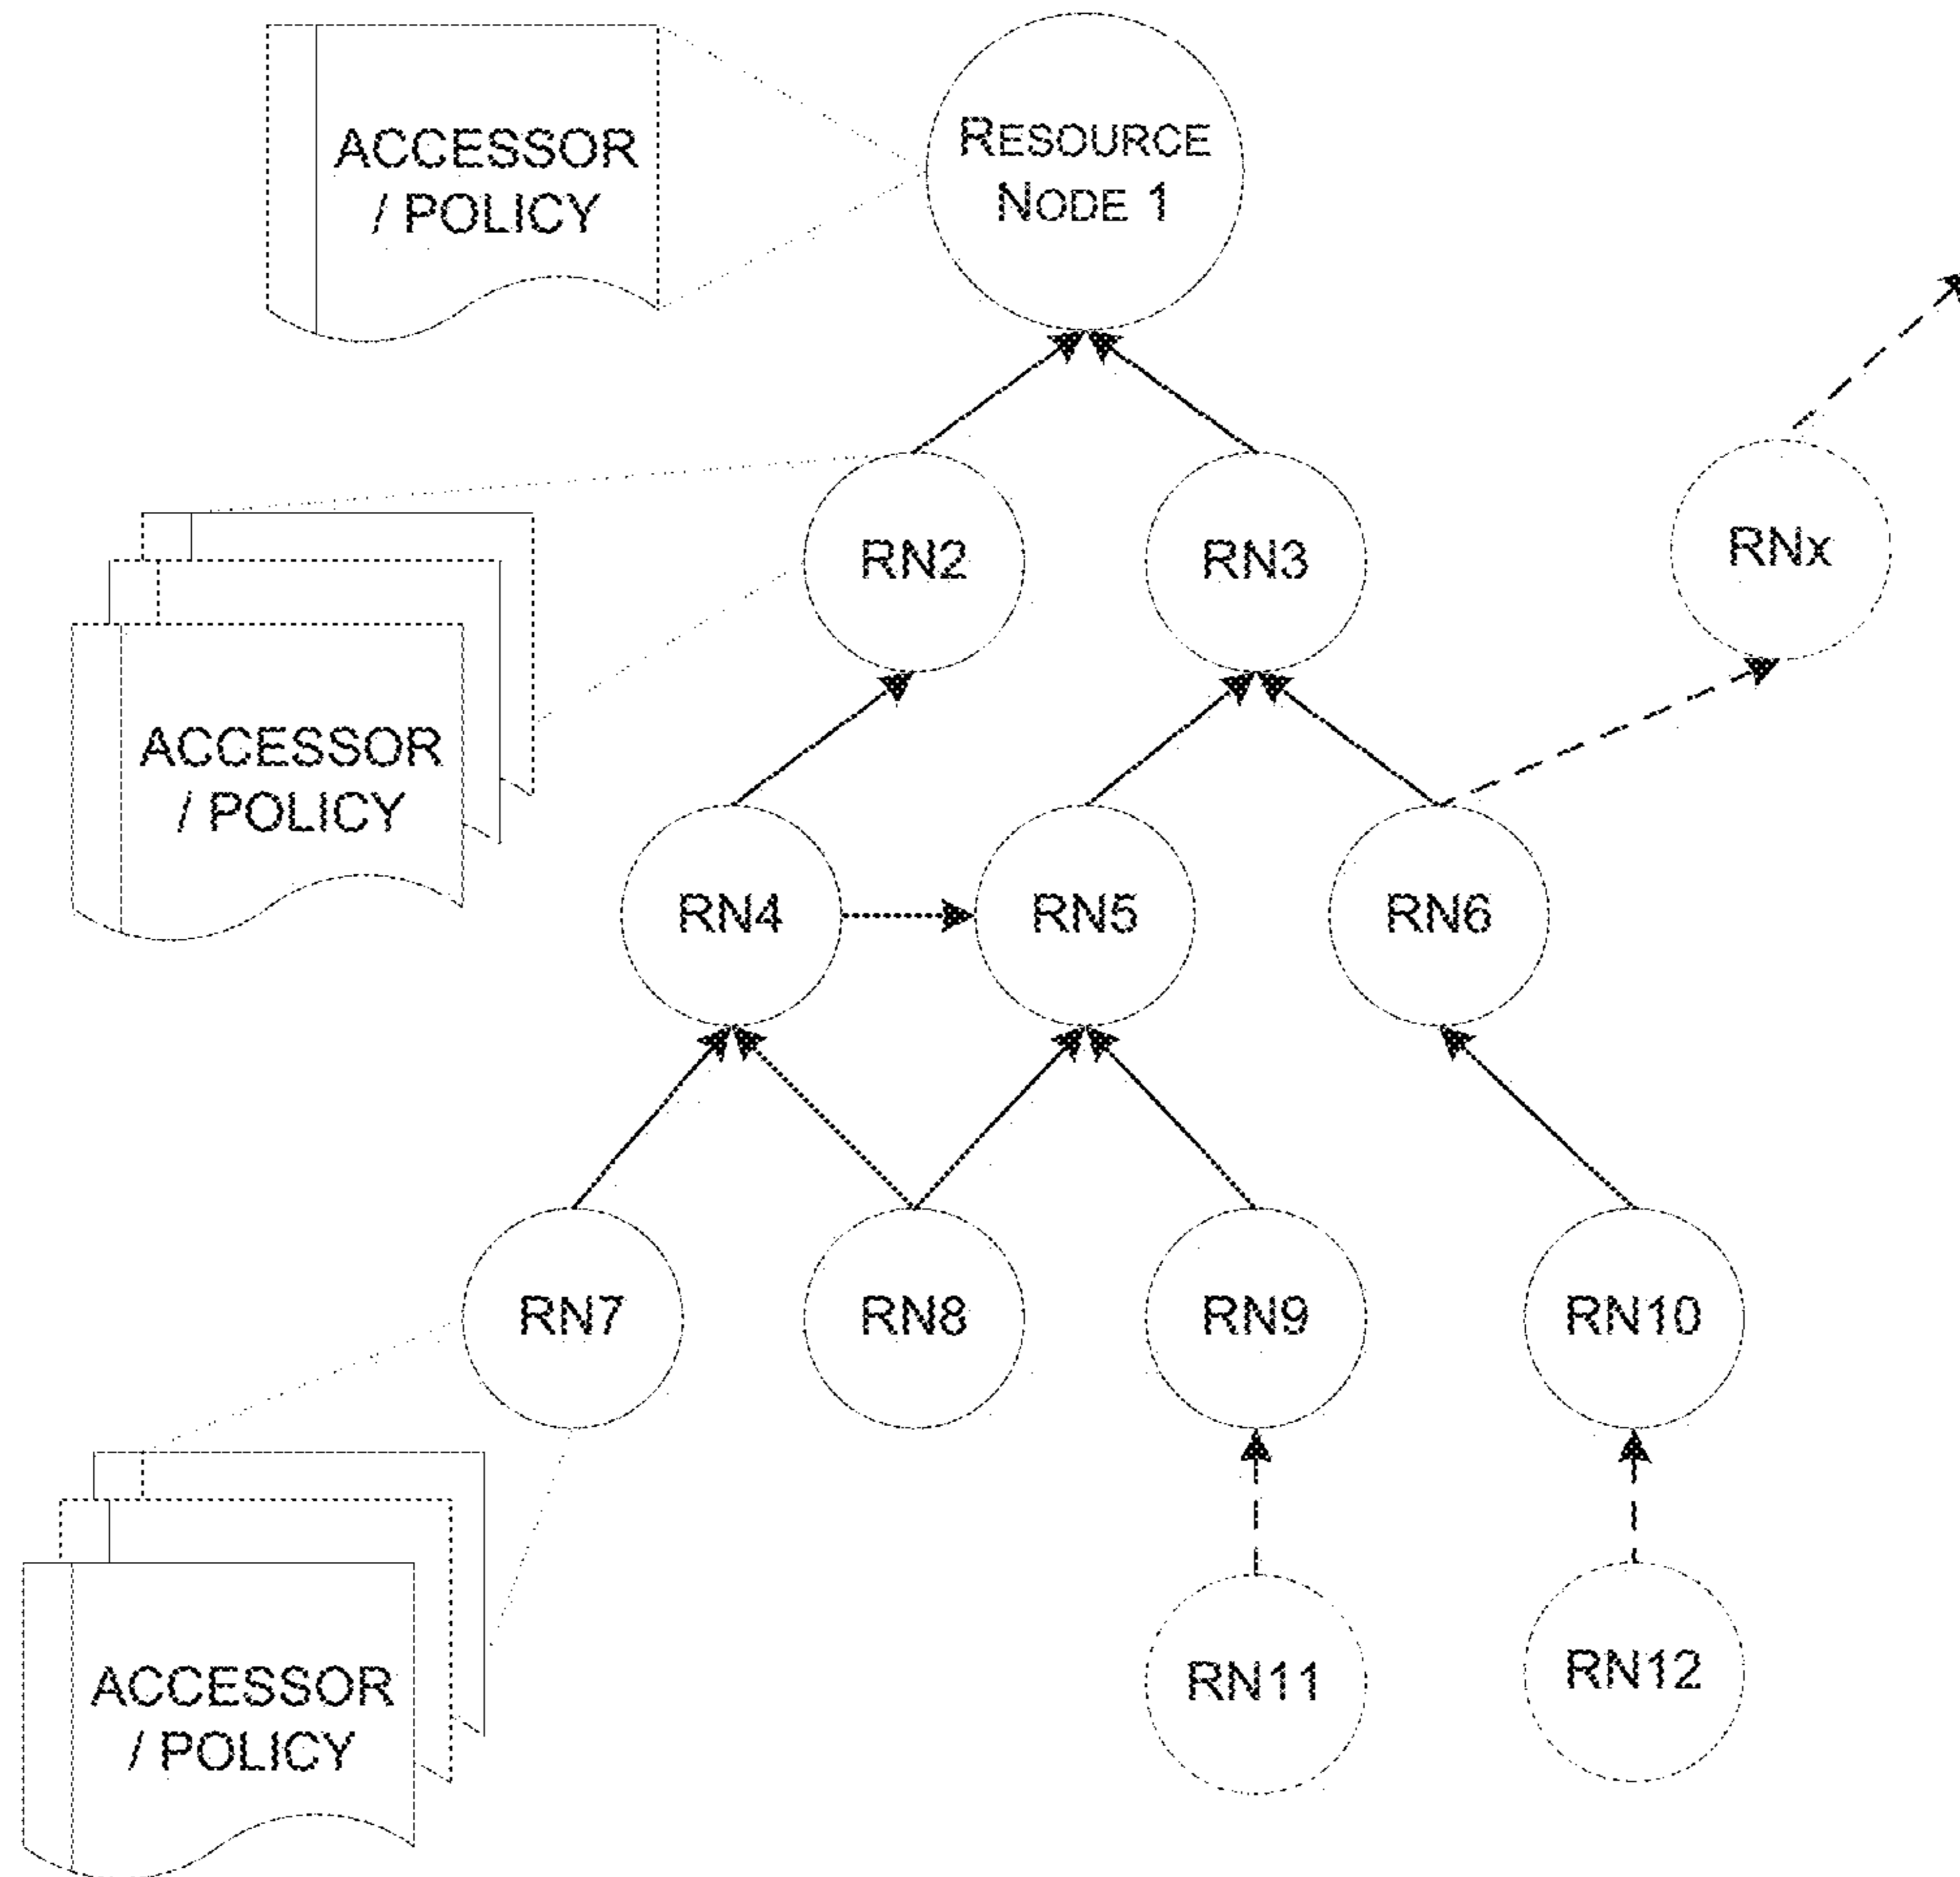 ACCESSOR
/ POLICY
RESOURCE
NODE 1
RN2
RN3
RNx
ACCESSOR
/ POLICY
RN4
RN5
RN6
RN7
RN8
RN9
RN10
ACCESSOR
/ POLICY
RN11
RN12